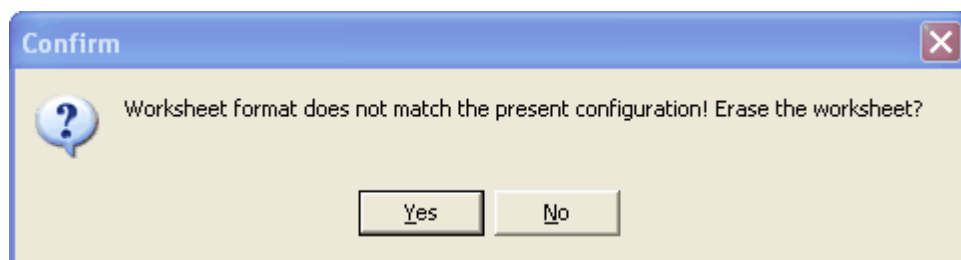 Confirm
Worksheet format does not match the present configuration! Erase the worksheet?
Yes
No